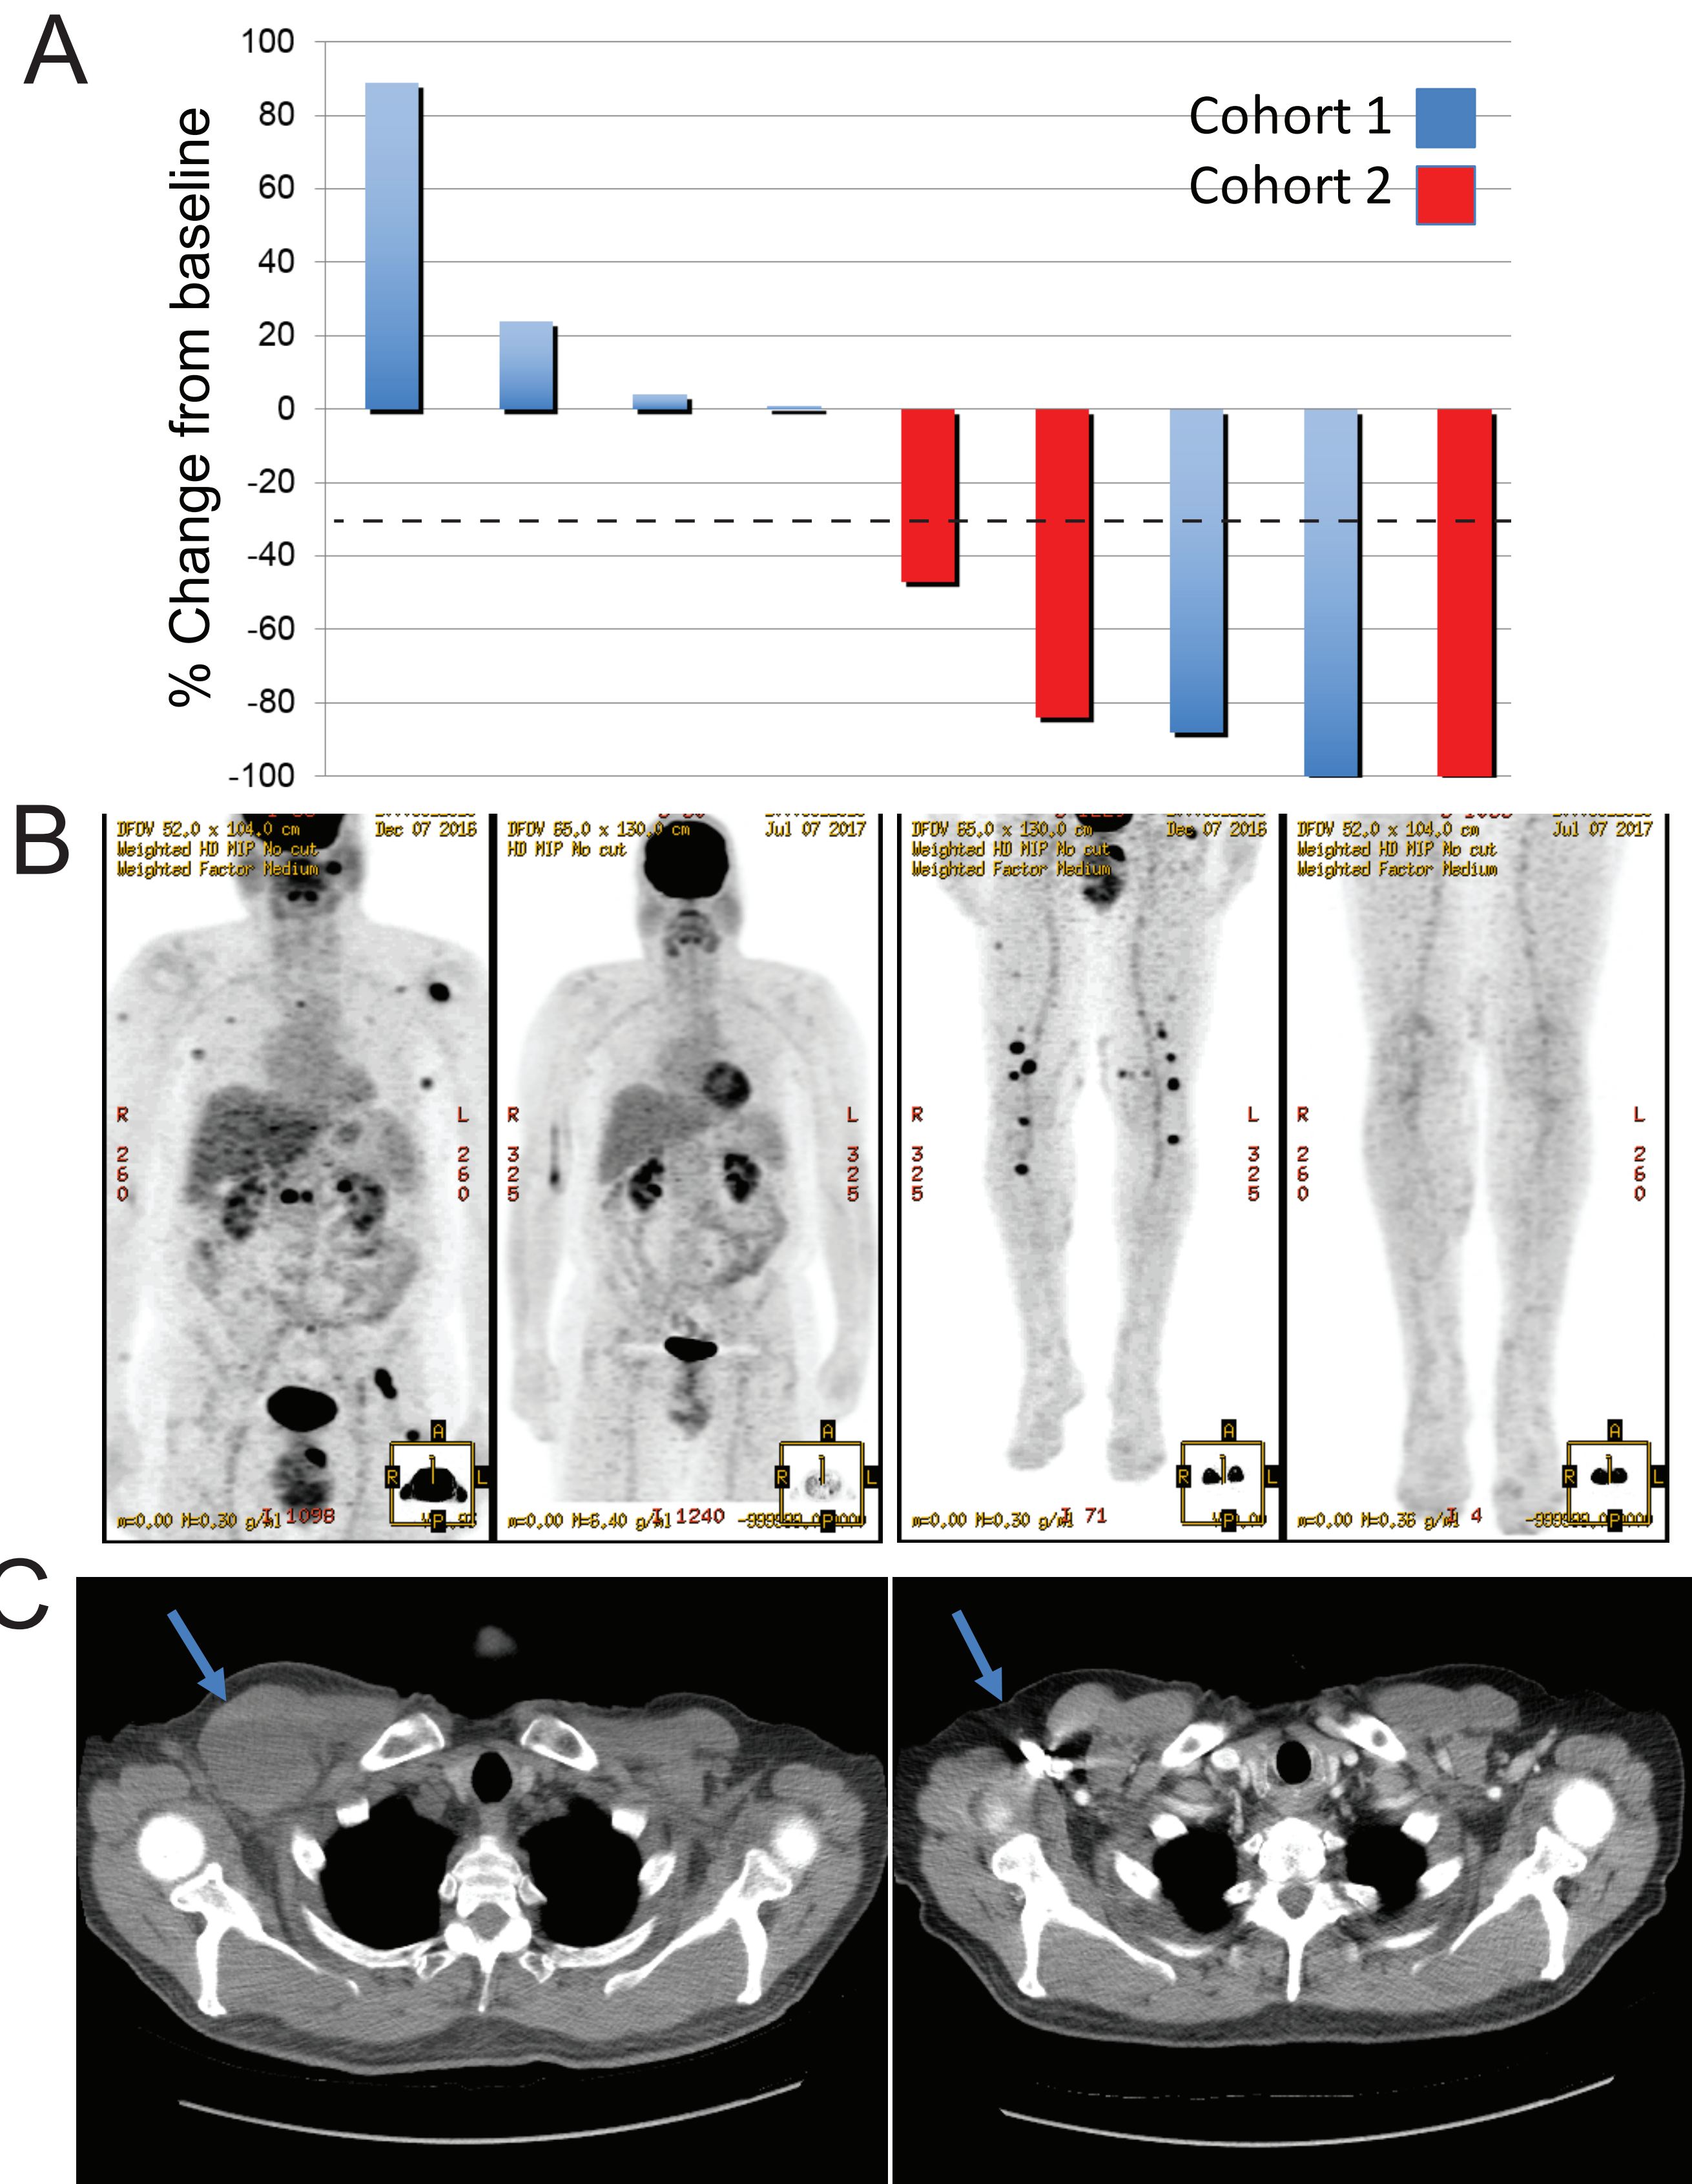 A
100
80
60
40
20
0
-20
-40
-60
-80
-100
% Change from baseline
Cohort 1
Cohort 2
B
DFOV 52.0 x 104.0 cm
Weighted HD MIP No cut
Weighted Factor Medium
Dec 07 2016
R
260
L
260
A
R
L
P
m=0.00 M=0.30 g/ml
I 1098
DFOV 65.0 x 130.0 cm
HD MIP No cut
Jul 07 2017
R
325
L
325
A
R
L
P
m=0.00 M=6.40 g/ml
I 1240
DFOV 65.0 x 130.0 cm
Weighted HD MIP No cut
Weighted Factor Medium
Dec 07 2016
R
325
L
325
A
R
L
P
m=0.00 M=0.30 g/ml
I 71
DFOV 52.0 x 104.0 cm
Weighted HD MIP No cut
Weighted Factor Medium
Jul 07 2017
R
260
L
260
A
R
L
P
m=0.00 M=0.36 g/ml
I 4
C